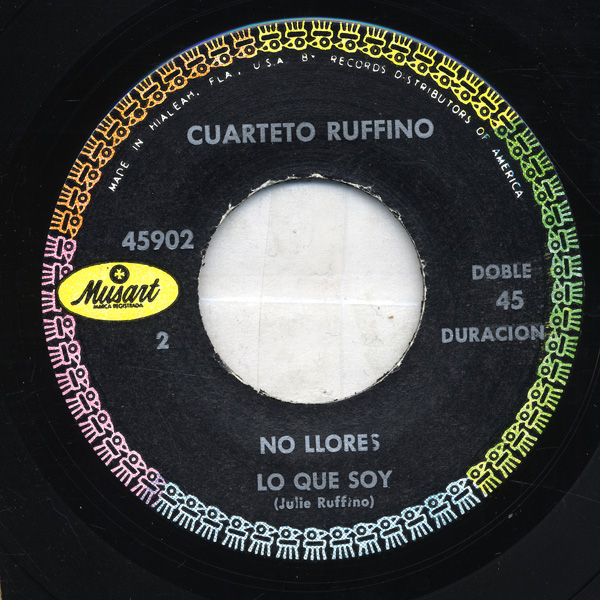 MADE IN HIALEAH, FLA., U.S.A BY RECORDS DISTRIBUTORS OF AMERICA
CUARTETO RUFFINO
45902
Musart
MARCA REGISTRADA
2
DOBLE
45
DURACION
NO LLORES
LO QUE SOY
(Julie Ruffino)